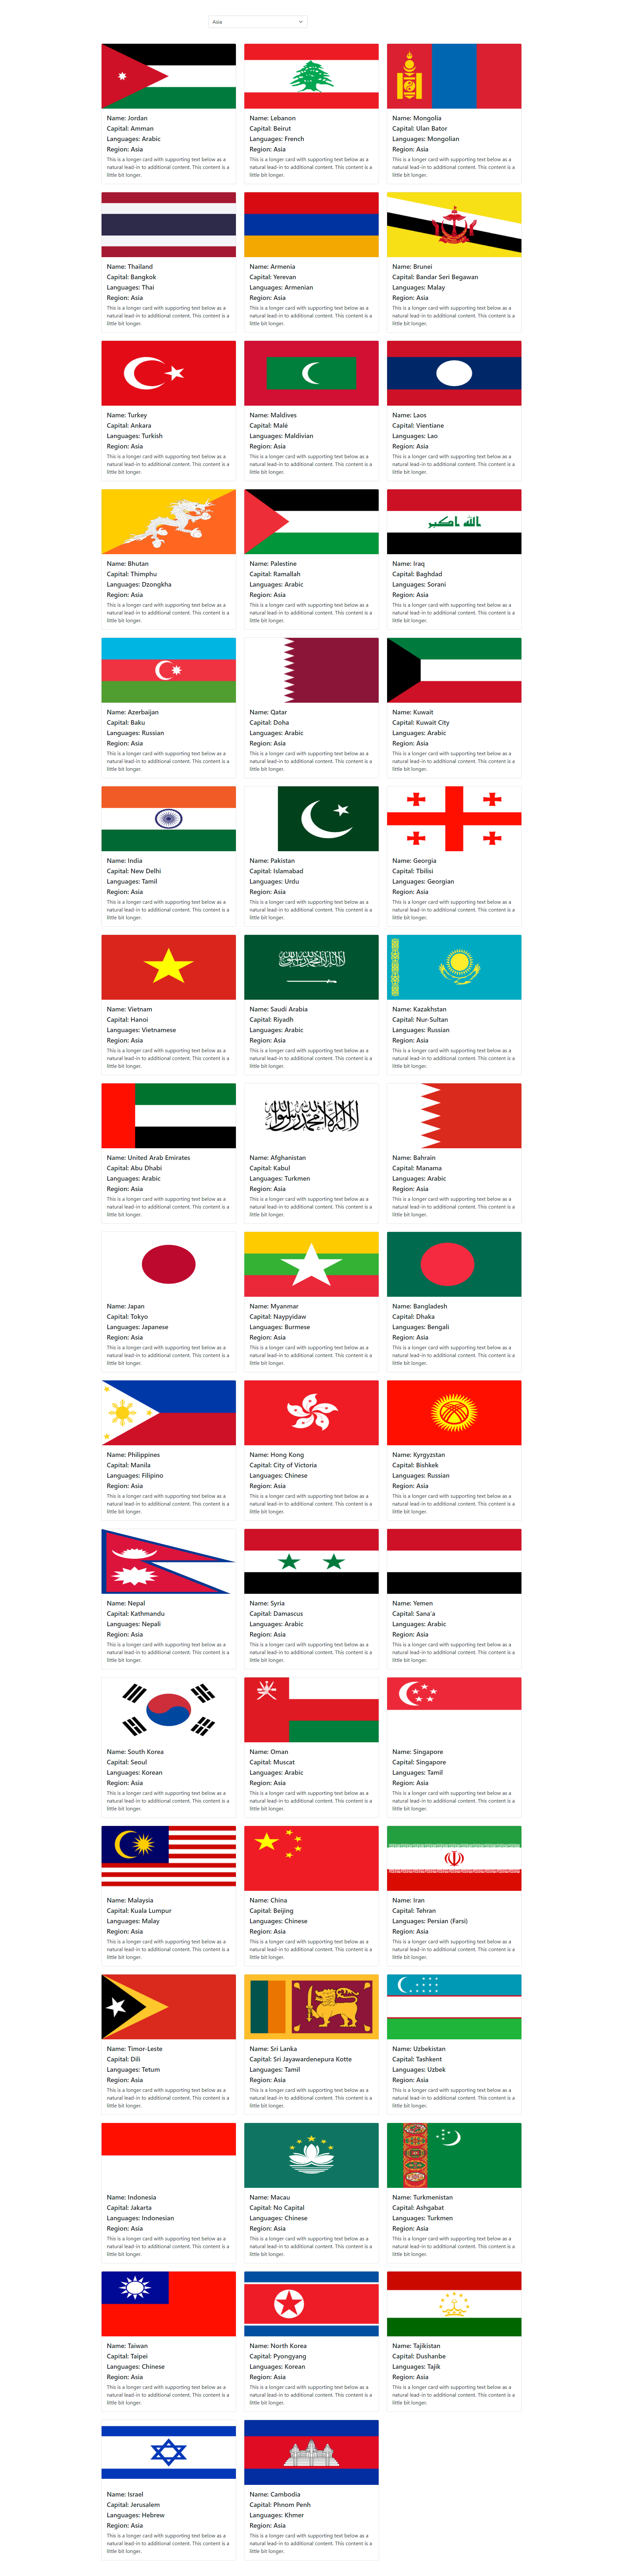 Asia
Name: Jordan
Capital: Amman
Languages: Arabic
Region: Asia
This is a longer card with supporting text below as a
natural lead-in to additional content. This content is a
little bit longer.
Name: Lebanon
Capital: Beirut
Languages: French
Region: Asia
This is a longer card with supporting text below as a
natural lead-in to additional content. This content is a
little bit longer.
Name: Mongolia
Capital: Ulan Bator
Languages: Mongolian
Region: Asia
This is a longer card with supporting text below as a
natural lead-in to additional content. This content is a
little bit longer.
Name: Thailand
Capital: Bangkok
Languages: Thai
Region: Asia
This is a longer card with supporting text below as a
natural lead-in to additional content. This content is a
little bit longer.
Name: Armenia
Capital: Yerevan
Languages: Armenian
Region: Asia
This is a longer card with supporting text below as a
natural lead-in to additional content. This content is a
little bit longer.
Name: Brunei
Capital: Bandar Seri Begawan
Languages: Malay
Region: Asia
This is a longer card with supporting text below as a
natural lead-in to additional content. This content is a
little bit longer.
Name: Turkey
Capital: Ankara
Languages: Turkish
Region: Asia
This is a longer card with supporting text below as a
natural lead-in to additional content. This content is a
little bit longer.
Name: Maldives
Capital: Malé
Languages: Maldivian
Region: Asia
This is a longer card with supporting text below as a
natural lead-in to additional content. This content is a
little bit longer.
Name: Laos
Capital: Vientiane
Languages: Lao
Region: Asia
This is a longer card with supporting text below as a
natural lead-in to additional content. This content is a
little bit longer.
Name: Bhutan
Capital: Thimphu
Languages: Dzongkha
Region: Asia
This is a longer card with supporting text below as a
natural lead-in to additional content. This content is a
little bit longer.
Name: Palestine
Capital: Ramallah
Languages: Arabic
Region: Asia
This is a longer card with supporting text below as a
natural lead-in to additional content. This content is a
little bit longer.
الله اكبر
Name: Iraq
Capital: Baghdad
Languages: Sorani
Region: Asia
This is a longer card with supporting text below as a
natural lead-in to additional content. This content is a
little bit longer.
Name: Azerbaijan
Capital: Baku
Languages: Russian
Region: Asia
This is a longer card with supporting text below as a
natural lead-in to additional content. This content is a
little bit longer.
Name: Qatar
Capital: Doha
Languages: Arabic
Region: Asia
This is a longer card with supporting text below as a
natural lead-in to additional content. This content is a
little bit longer.
Name: Kuwait
Capital: Kuwait City
Languages: Arabic
Region: Asia
This is a longer card with supporting text below as a
natural lead-in to additional content. This content is a
little bit longer.
Name: India
Capital: New Delhi
Languages: Tamil
Region: Asia
This is a longer card with supporting text below as a
natural lead-in to additional content. This content is a
little bit longer.
Name: Pakistan
Capital: Islamabad
Languages: Urdu
Region: Asia
This is a longer card with supporting text below as a
natural lead-in to additional content. This content is a
little bit longer.
Name: Georgia
Capital: Tbilisi
Languages: Georgian
Region: Asia
This is a longer card with supporting text below as a
natural lead-in to additional content. This content is a
little bit longer.
Name: Vietnam
Capital: Hanoi
Languages: Vietnamese
Region: Asia
This is a longer card with supporting text below as a
natural lead-in to additional content. This content is a
little bit longer.
لا اله الا الله محمد رسول الله
Name: Saudi Arabia
Capital: Riyadh
Languages: Arabic
Region: Asia
This is a longer card with supporting text below as a
natural lead-in to additional content. This content is a
little bit longer.
Name: Kazakhstan
Capital: Nur-Sultan
Languages: Russian
Region: Asia
This is a longer card with supporting text below as a
natural lead-in to additional content. This content is a
little bit longer.
Name: United Arab Emirates
Capital: Abu Dhabi
Languages: Arabic
Region: Asia
This is a longer card with supporting text below as a
natural lead-in to additional content. This content is a
little bit longer.
لا اله الا الله محمد رسول الله
Name: Afghanistan
Capital: Kabul
Languages: Turkmen
Region: Asia
This is a longer card with supporting text below as a
natural lead-in to additional content. This content is a
little bit longer.
Name: Bahrain
Capital: Manama
Languages: Arabic
Region: Asia
This is a longer card with supporting text below as a
natural lead-in to additional content. This content is a
little bit longer.
Name: Japan
Capital: Tokyo
Languages: Japanese
Region: Asia
This is a longer card with supporting text below as a
natural lead-in to additional content. This content is a
little bit longer.
Name: Myanmar
Capital: Naypyidaw
Languages: Burmese
Region: Asia
This is a longer card with supporting text below as a
natural lead-in to additional content. This content is a
little bit longer.
Name: Bangladesh
Capital: Dhaka
Languages: Bengali
Region: Asia
This is a longer card with supporting text below as a
natural lead-in to additional content. This content is a
little bit longer.
Name: Philippines
Capital: Manila
Languages: Filipino
Region: Asia
This is a longer card with supporting text below as a
natural lead-in to additional content. This content is a
little bit longer.
Name: Hong Kong
Capital: City of Victoria
Languages: Chinese
Region: Asia
This is a longer card with supporting text below as a
natural lead-in to additional content. This content is a
little bit longer.
Name: Kyrgyzstan
Capital: Bishkek
Languages: Russian
Region: Asia
This is a longer card with supporting text below as a
natural lead-in to additional content. This content is a
little bit longer.
Name: Nepal
Capital: Kathmandu
Languages: Nepali
Region: Asia
This is a longer card with supporting text below as a
natural lead-in to additional content. This content is a
little bit longer.
Name: Syria
Capital: Damascus
Languages: Arabic
Region: Asia
This is a longer card with supporting text below as a
natural lead-in to additional content. This content is a
little bit longer.
Name: Yemen
Capital: Sana'a
Languages: Arabic
Region: Asia
This is a longer card with supporting text below as a
natural lead-in to additional content. This content is a
little bit longer.
Name: South Korea
Capital: Seoul
Languages: Korean
Region: Asia
This is a longer card with supporting text below as a
natural lead-in to additional content. This content is a
little bit longer.
Name: Oman
Capital: Muscat
Languages: Arabic
Region: Asia
This is a longer card with supporting text below as a
natural lead-in to additional content. This content is a
little bit longer.
Name: Singapore
Capital: Singapore
Languages: Tamil
Region: Asia
This is a longer card with supporting text below as a
natural lead-in to additional content. This content is a
little bit longer.
Name: Malaysia
Capital: Kuala Lumpur
Languages: Malay
Region: Asia
This is a longer card with supporting text below as a
natural lead-in to additional content. This content is a
little bit longer.
Name: China
Capital: Beijing
Languages: Chinese
Region: Asia
This is a longer card with supporting text below as a
natural lead-in to additional content. This content is a
little bit longer.
Name: Iran
Capital: Tehran
Languages: Persian (Farsi)
Region: Asia
This is a longer card with supporting text below as a
natural lead-in to additional content. This content is a
little bit longer.
Name: Timor-Leste
Capital: Dili
Languages: Tetum
Region: Asia
This is a longer card with supporting text below as a
natural lead-in to additional content. This content is a
little bit longer.
Name: Sri Lanka
Capital: Sri Jayawardenepura Kotte
Languages: Tamil
Region: Asia
This is a longer card with supporting text below as a
natural lead-in to additional content. This content is a
little bit longer.
Name: Uzbekistan
Capital: Tashkent
Languages: Uzbek
Region: Asia
This is a longer card with supporting text below as a
natural lead-in to additional content. This content is a
little bit longer.
Name: Indonesia
Capital: Jakarta
Languages: Indonesian
Region: Asia
This is a longer card with supporting text below as a
natural lead-in to additional content. This content is a
little bit longer.
Name: Macau
Capital: No Capital
Languages: Chinese
Region: Asia
This is a longer card with supporting text below as a
natural lead-in to additional content. This content is a
little bit longer.
Name: Turkmenistan
Capital: Ashgabat
Languages: Turkmen
Region: Asia
This is a longer card with supporting text below as a
natural lead-in to additional content. This content is a
little bit longer.
Name: Taiwan
Capital: Taipei
Languages: Chinese
Region: Asia
This is a longer card with supporting text below as a
natural lead-in to additional content. This content is a
little bit longer.
Name: North Korea
Capital: Pyongyang
Languages: Korean
Region: Asia
This is a longer card with supporting text below as a
natural lead-in to additional content. This content is a
little bit longer.
Name: Tajikistan
Capital: Dushanbe
Languages: Tajik
Region: Asia
This is a longer card with supporting text below as a
natural lead-in to additional content. This content is a
little bit longer.
Name: Israel
Capital: Jerusalem
Languages: Hebrew
Region: Asia
This is a longer card with supporting text below as a
natural lead-in to additional content. This content is a
little bit longer.
Name: Cambodia
Capital: Phnom Penh
Languages: Khmer
Region: Asia
This is a longer card with supporting text below as a
natural lead-in to additional content. This content is a
little bit longer.